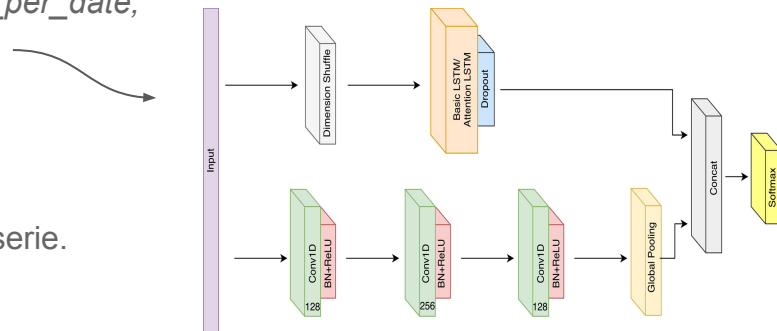 _per_date,
serie.
Input
Dimension Shuffle
Basic LSTM/
Attention LSTM
Dropout
Conv1D
128
BN+ReLU
Conv1D
256
BN+ReLU
Conv1D
128
BN+ReLU
Global Pooling
Concat
Softmax